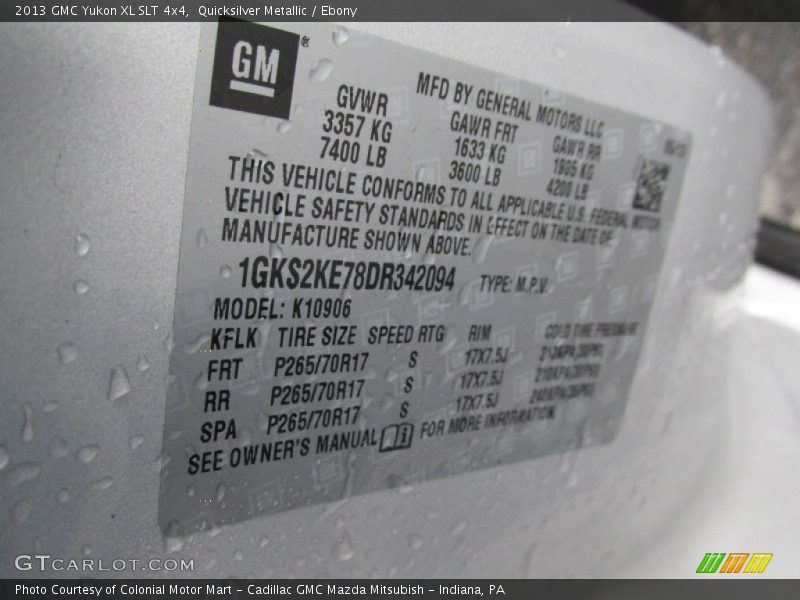 2013 GMC Yukon XL SLT 4x4,  Quicksilver Metallic / Ebony
GM ®
MFD BY GENERAL MOTORS LLC
GVWR GAWR FRT GAWR RR
3357 KG 1633 KG 1905 KG
7400 LB 3600 LB 4200 LB
THIS VEHICLE CONFORMS TO ALL APPLICABLE U.S. FEDERAL MOTOR
VEHICLE SAFETY STANDARDS IN EFFECT ON THE DATE OF
MANUFACTURE SHOWN ABOVE.
1GKS2KE78DR342094 TYPE: M.P.V.
MODEL: K10906
KFLK TIRE SIZE SPEED RTG RIM COLD TIRE PRESSURE
FRT P265/70R17 S 17X7.5J
RR P265/70R17 S 17X7.5J
SPA P265/70R17 S 17X7.5J
SEE OWNER'S MANUAL FOR MORE INFORMATION
GTCARLOT.COM
Photo Courtesy of Colonial Motor Mart - Cadillac GMC Mazda Mitsubish - Indiana, PA